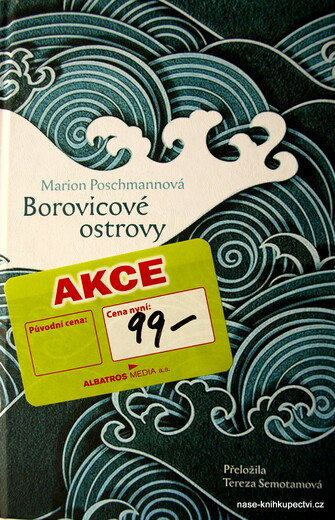 Marion Poschmannová
Borovicové
ostrovy
AKCE
Původní cena:
Cena nyní:
99,-
ALBATROS MEDIA a.s.
Přeložila
Tereza Semotamová
nase-knihkupectvi.cz